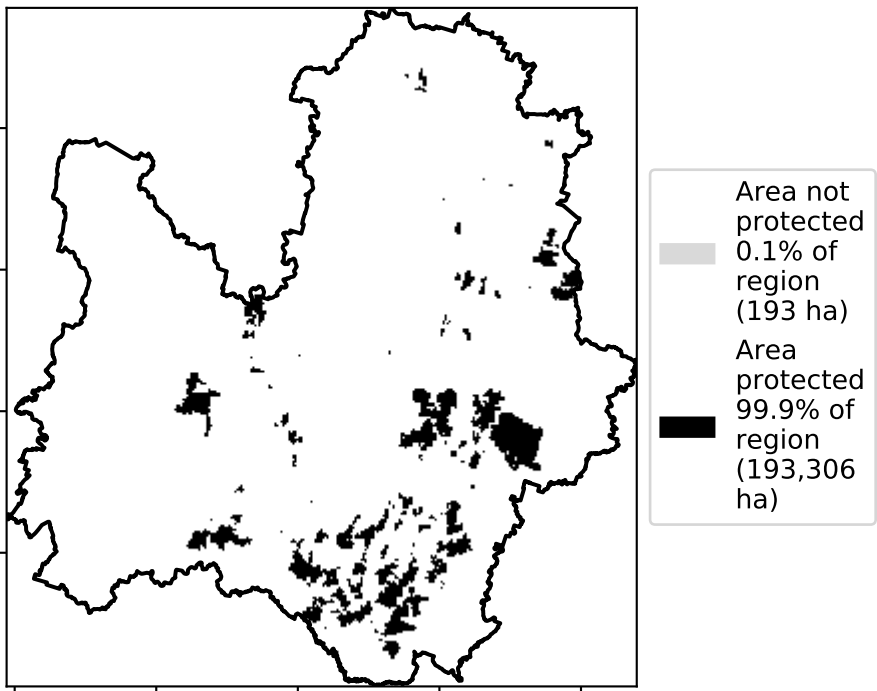 Area not
protected
0.1% of
region
(193 ha)
Area
protected
99.9% of
region
(193,306
ha)